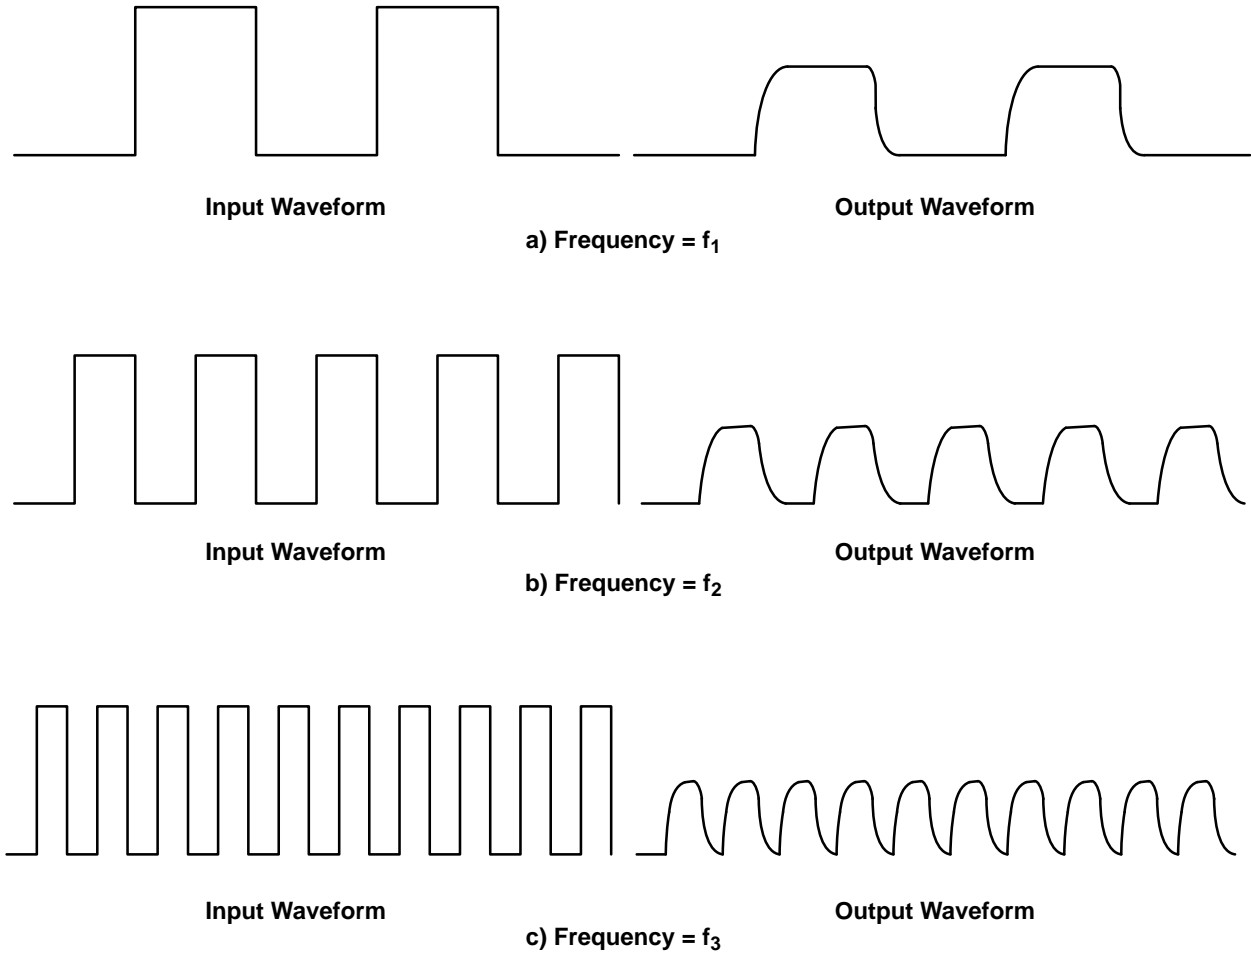 Input Waveform
Output Waveform
a) Frequency = f1
Input Waveform
Output Waveform
b) Frequency = f2
Input Waveform
Output Waveform
c) Frequency = f3